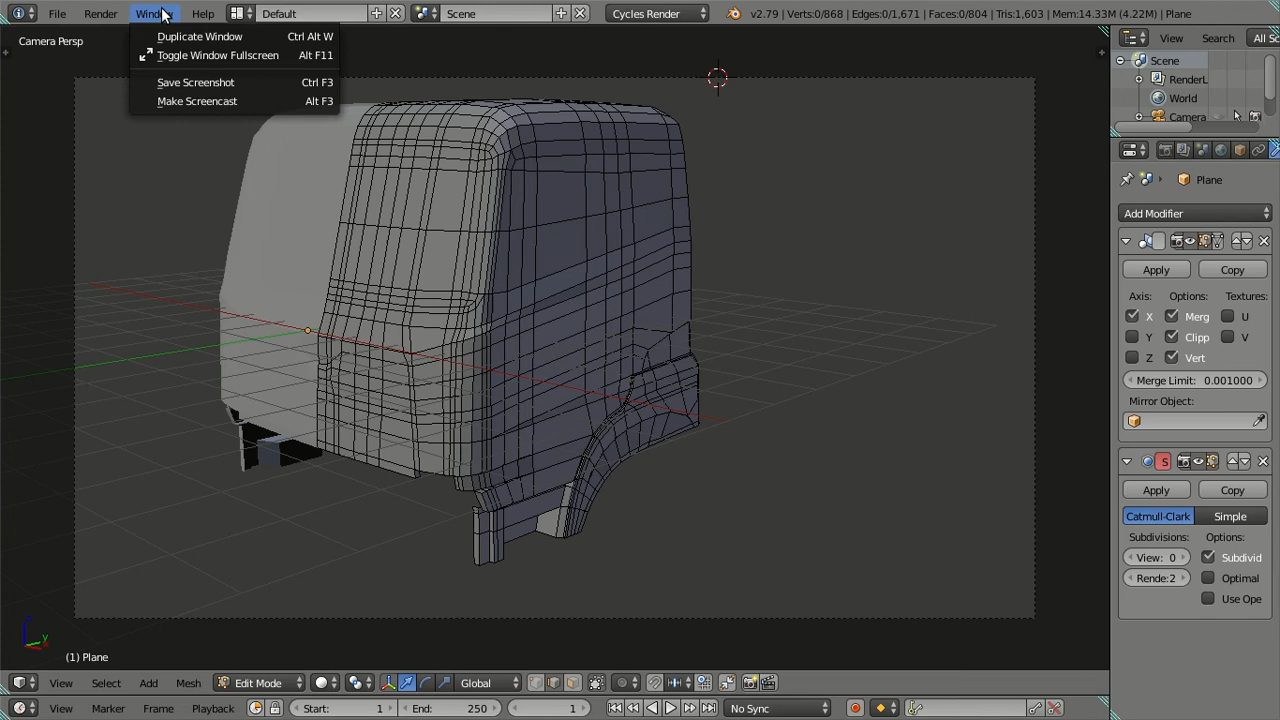 File Render Window Help Default Scene Cycles Render v2.79 | Verts:0/868 | Edges:0/1,671 | Faces:0/804 | Tris:1,603 | Mem:14.33M (4.22M) | Plane
Camera Persp
Duplicate Window Ctrl Alt W
Toggle Window Fullscreen Alt F11
Save Screenshot Ctrl F3
Make Screencast Alt F3
View Search All Sc
Scene
RenderL
World
Camera
Plane
Add Modifier
Apply Copy
Axis: Options: Textures:
X Merg U
Y Clipp V
Z Vert
Merge Limit: 0.001000
Mirror Object:
S
Apply Copy
Catmull-Clark Simple
Subdivisions: Options:
View: 0 Subdivid
Rende:2 Optimal
Use Ope
z y
(1) Plane
View Select Add Mesh Edit Mode Global
View Marker Frame Playback Start: 1 End: 250 1 No Sync